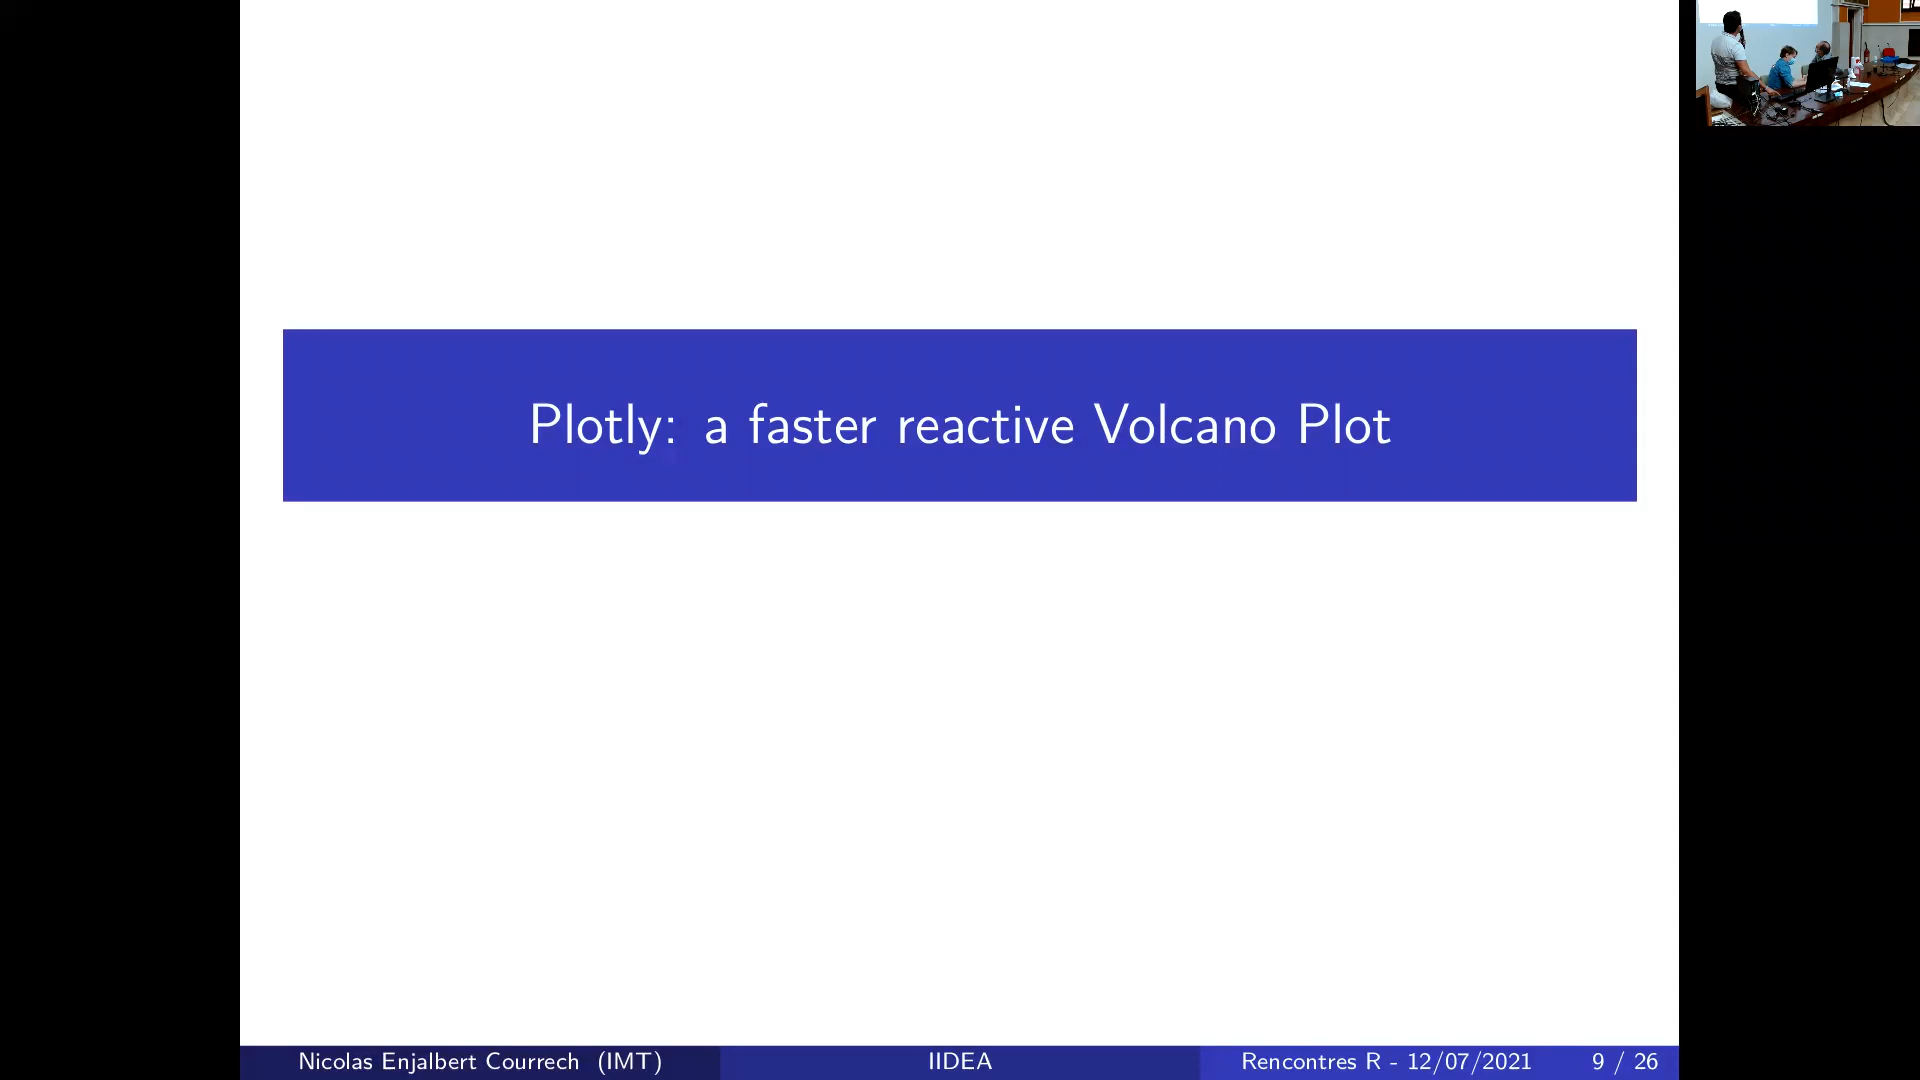 Plotly: a faster reactive Volcano Plot
Nicolas Enjalbert Courrech (IMT)
IIDEA
Rencontres R - 12/07/2021
9 / 26